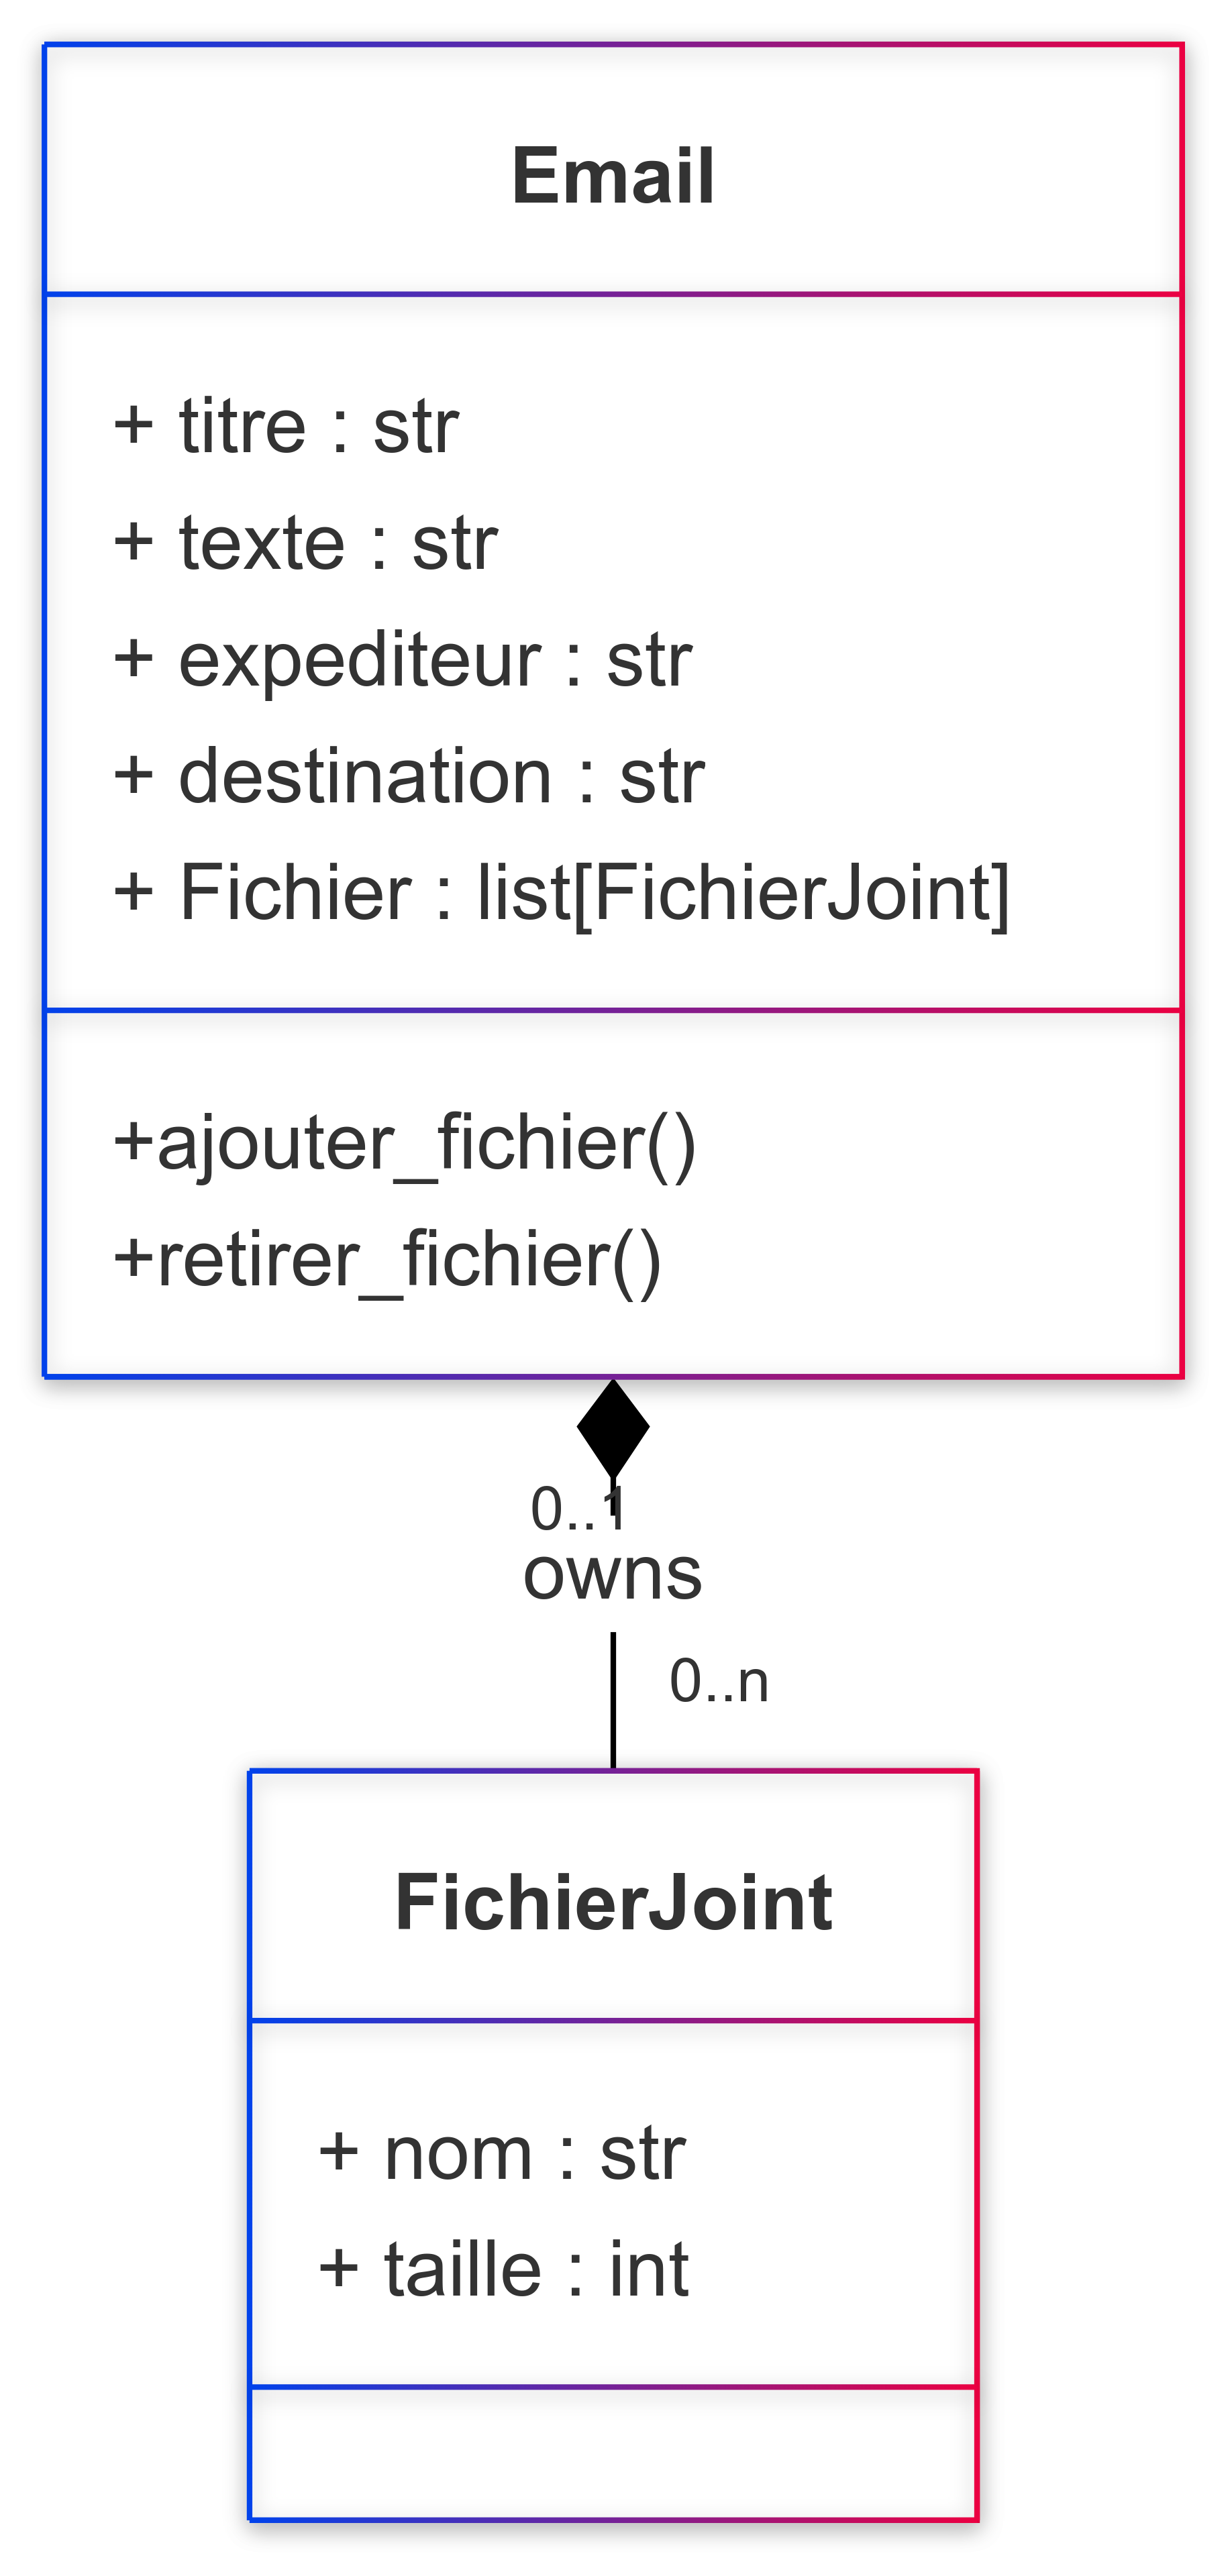 Email
+ titre : str
+ texte : str
+ expediteur : str
+ destination : str
+ Fichier : list[FichierJoint]
+ajouter_fichier()
+retirer_fichier()
0..1
owns
0..n
FichierJoint
+ nom : str
+ taille : int